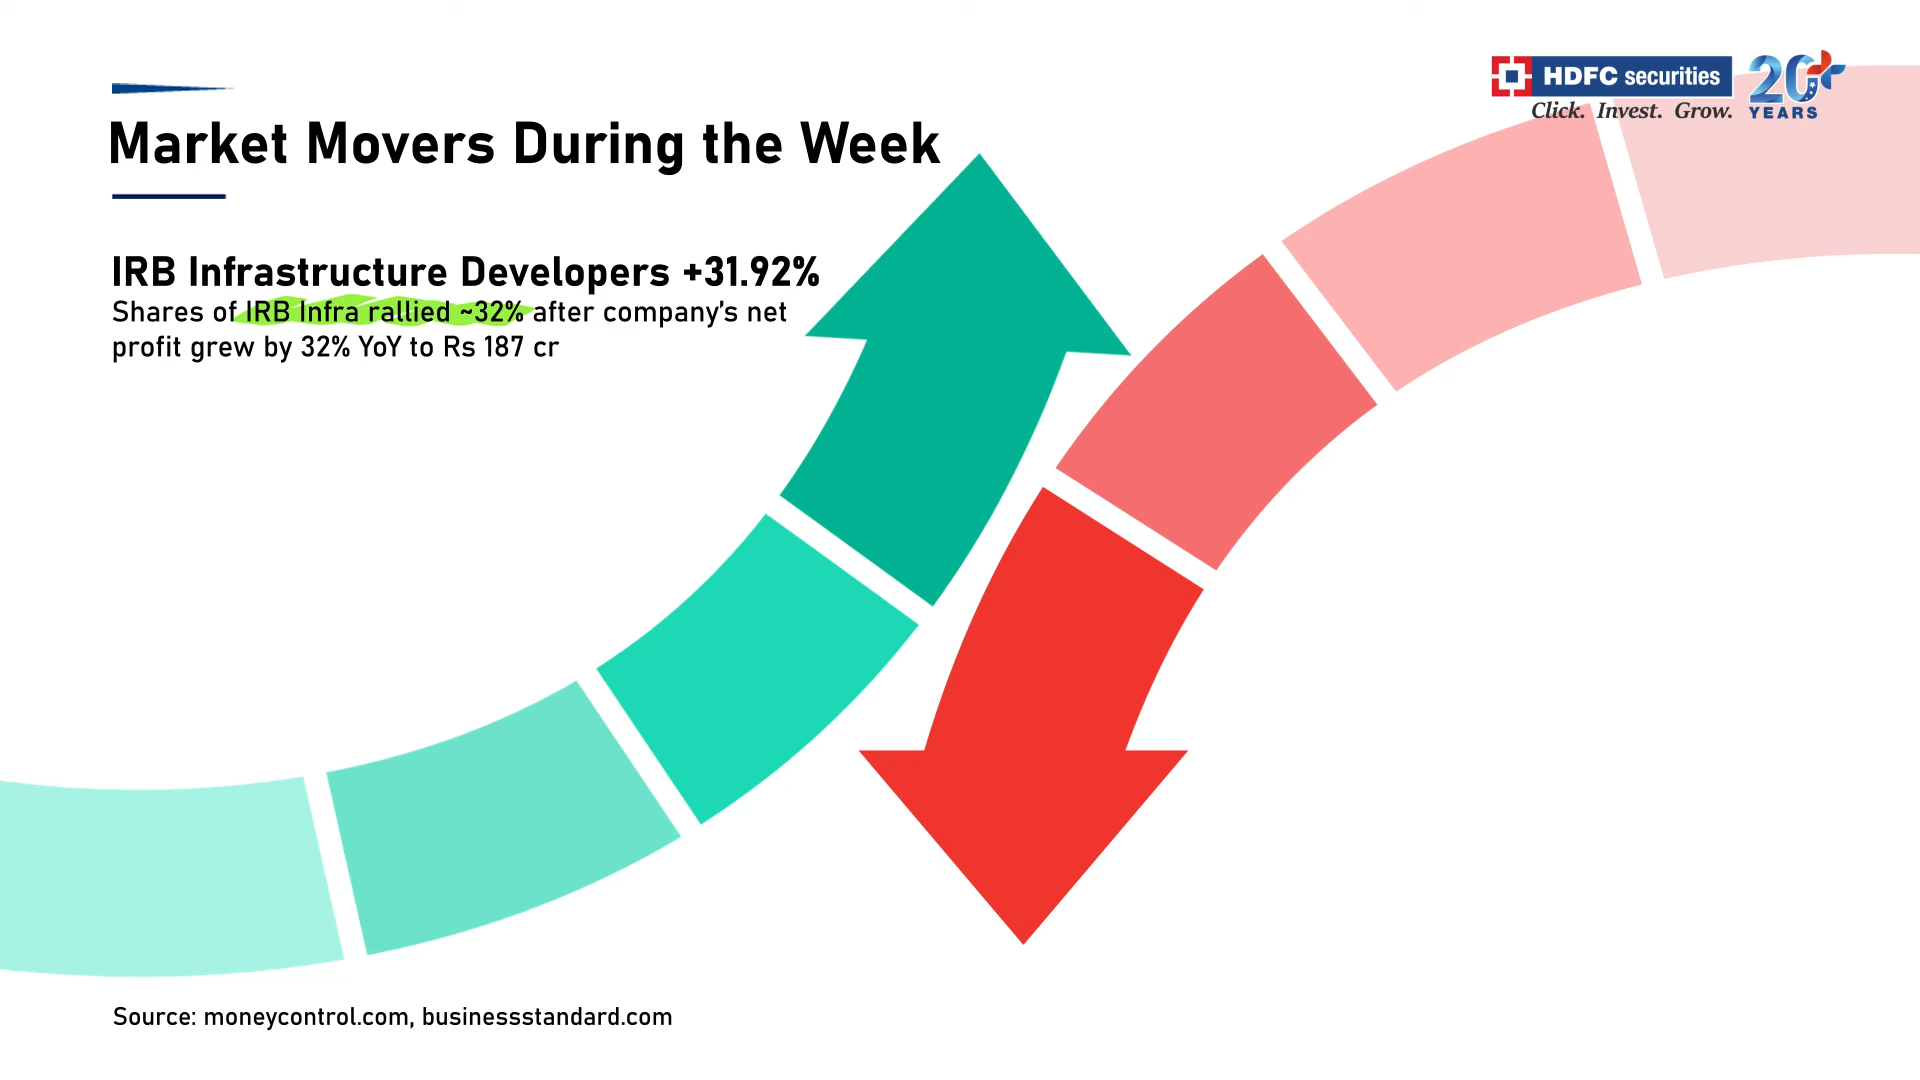 HDFC securities
Click. Invest. Grow.
20
YEARS
Market Movers During the Week
IRB Infrastructure Developers +31.92%
Shares of IRB Infra rallied ~32% after company's net
profit grew by 32% YoY to Rs 187 cr
Source: moneycontrol.com, businessstandard.com